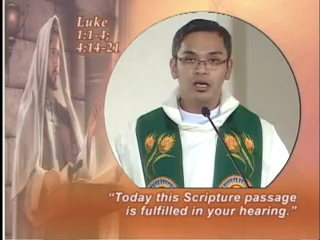 Luke
1:1-4;
4:14-21
"Today this Scripture passage
is fulfilled in your hearing."